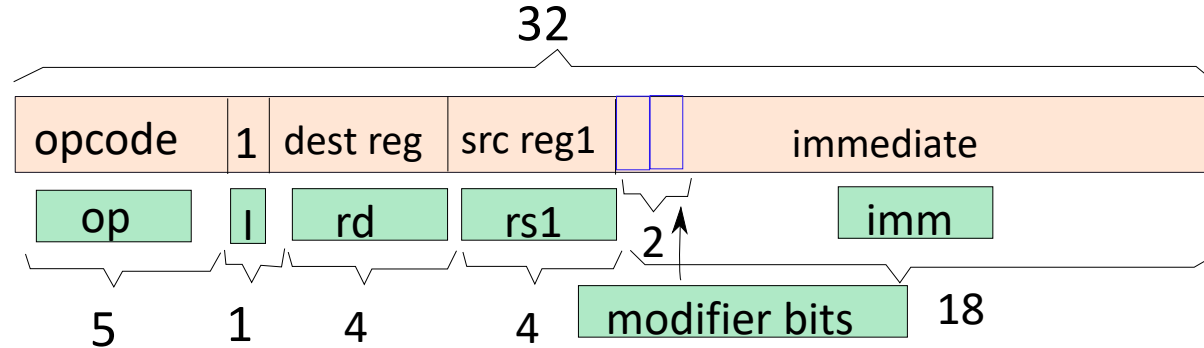 32
opcode 1 dest reg src reg1 immediate
op I rd rs1 2 imm
5 1 4 4 modifier bits 18